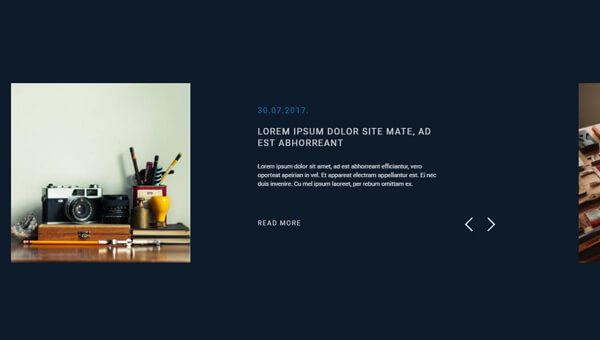 30.07.2017.
LOREM IPSUM DOLOR SITE MATE, AD
EST ABHORREANT
Lorem ipsum dolor sit amet, ad est abhorreant efficiantur, vero
oporteat apeirian in vel. Et appareat electram appellantur est. Ei nec
duis invenire. Cu mel ipsum laoreet, per rebum omittam ex.
READ MORE